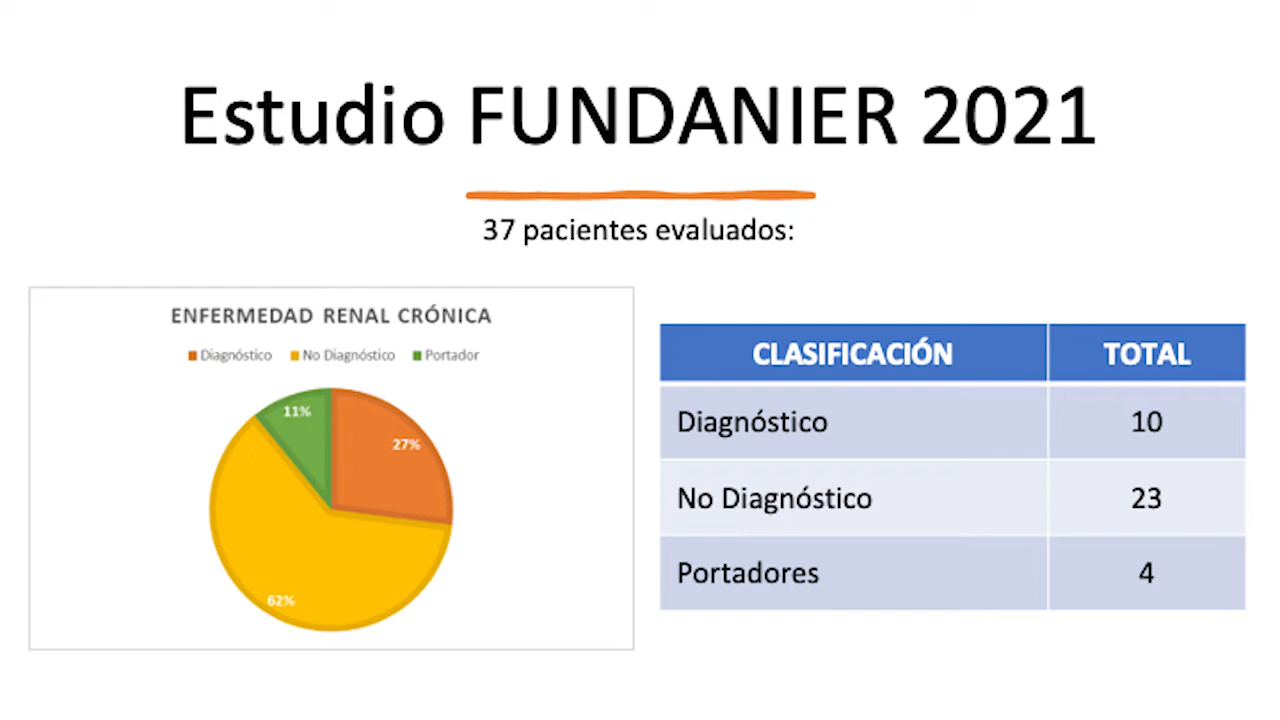 Estudio FUNDANIER 2021
37 pacientes evaluados:
ENFERMEDAD RENAL CRÓNICA
Diagnóstico No Diagnóstico Portador
11%
27%
62%
CLASIFICACIÓN TOTAL
Diagnóstico 10
No Diagnóstico 23
Portadores 4